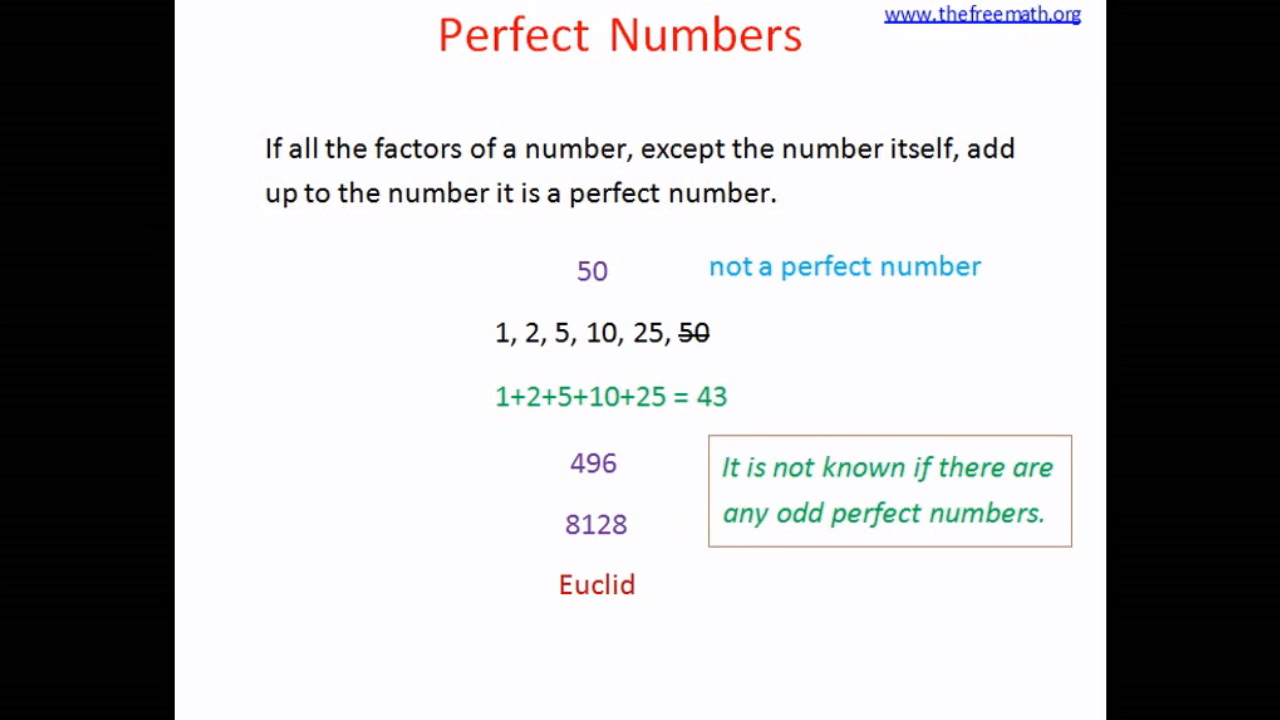 www.thefreemath.org
Perfect Numbers
If all the factors of a number, except the number itself, add
up to the number it is a perfect number.
50 not a perfect number
1, 2, 5, 10, 25, 50
1+2+5+10+25 = 43
496
8128
It is not known if there are
any odd perfect numbers.
Euclid